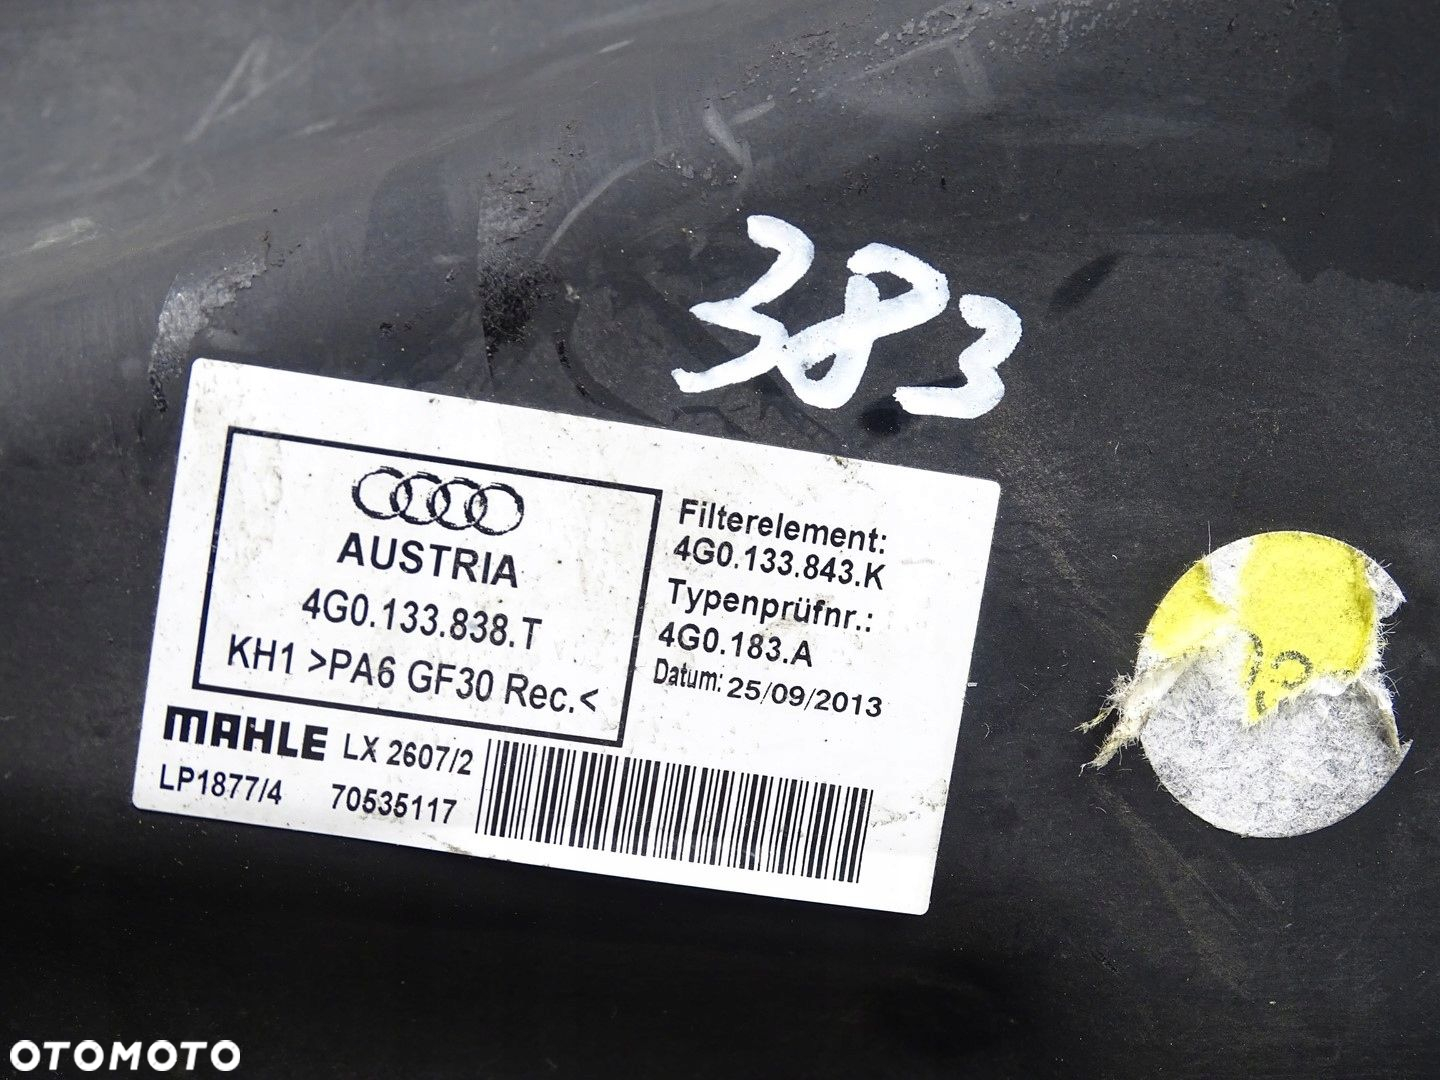 383
AUSTRIA
4G0.133.838.T
KH1 >PA6 GF30 Rec.<
Filterelement:
4G0.133.843.K
Typenprüfnr.:
4G0.183.A
Datum: 25/09/2013
MAHLE LX 2607/2
LP1877/4 70535117
OTOMOTO